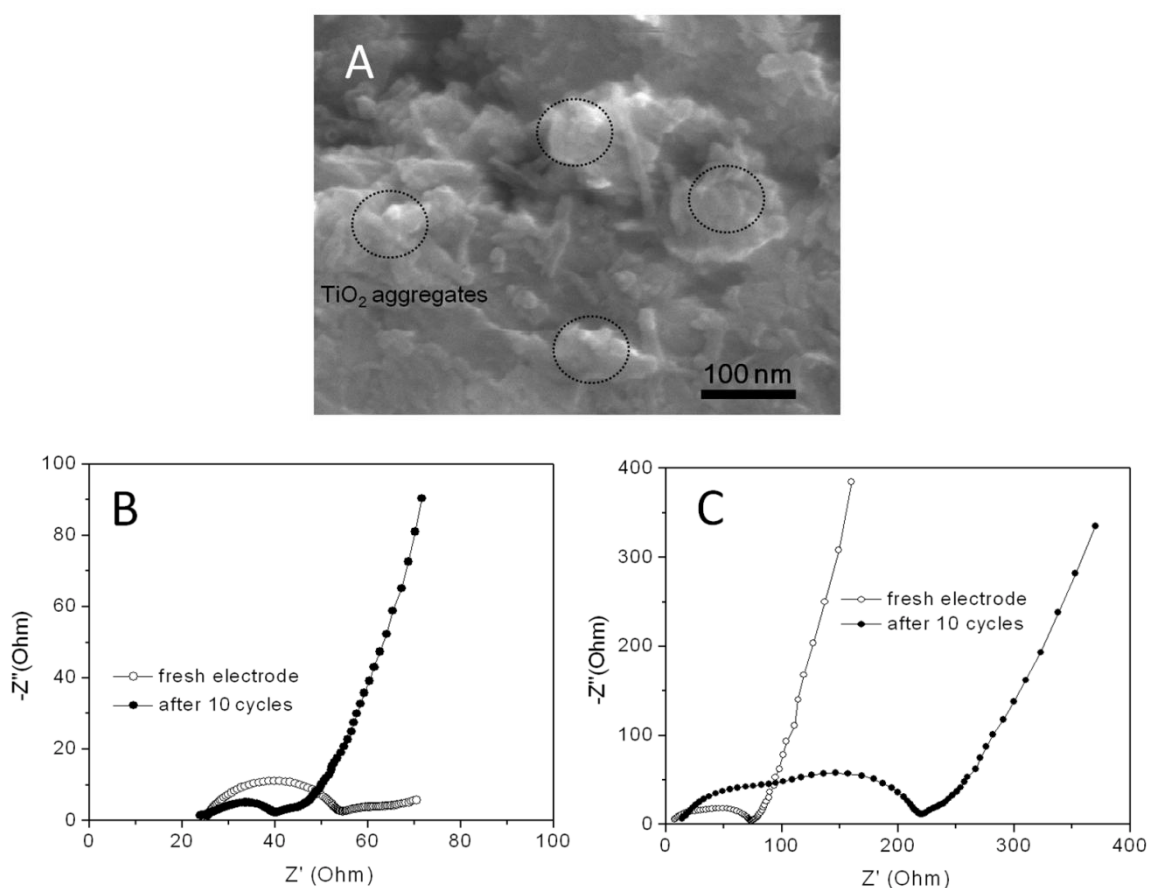 A
TiO₂ aggregates
100 nm
B
-Z"(Ohm)
100
80
60
40
20
0
fresh electrode
after 10 cycles
0
20
40
60
80
100
Z' (Ohm)
C
-Z"(Ohm)
400
300
200
100
0
fresh electrode
after 10 cycles
0
100
200
300
400
Z' (Ohm)